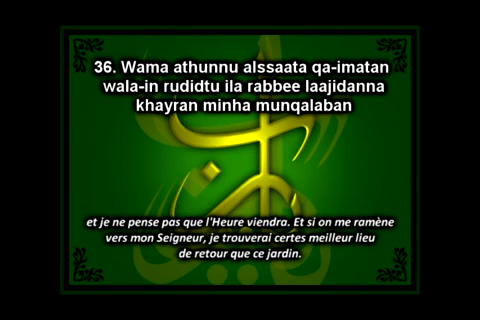 36. Wama athunnu alssaata qa-imatan
wala-in rudidtu ila rabbee laajidanna
khayran minha munqalaban
et je ne pense pas que l'Heure viendra. Et si on me ramène
vers mon Seigneur, je trouverai certes meilleur lieu
de retour que ce jardin.